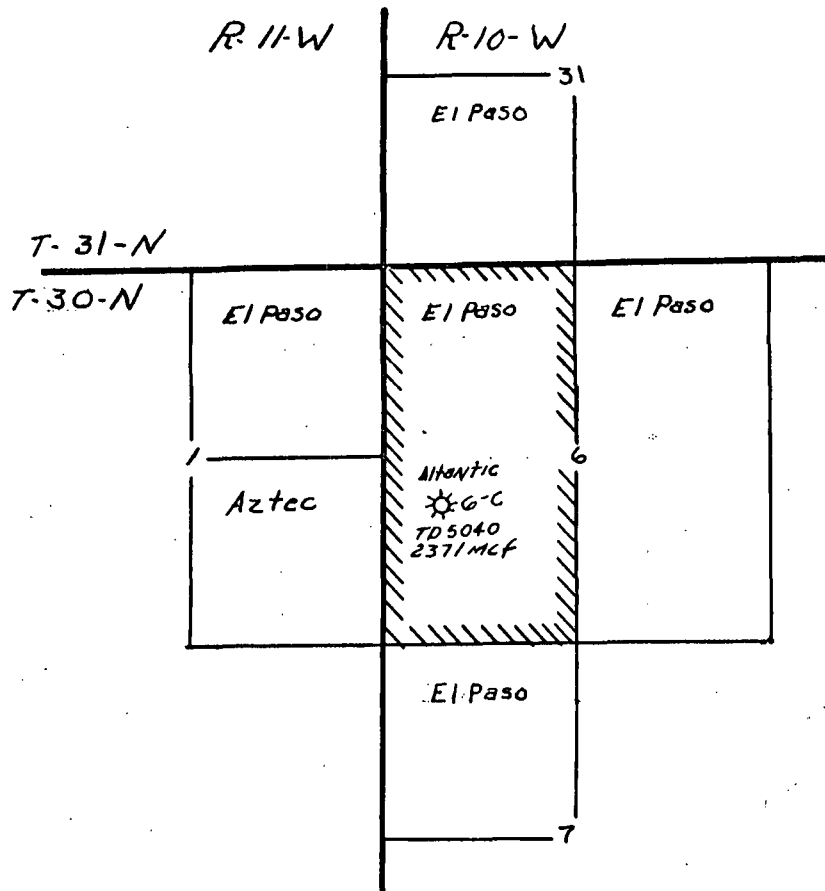 R-11-W R-10-W
31
El Paso
T-31-N
T-30-N
El Paso El Paso El Paso
1 6
Altantic
Aztec 6-C
TD 5040
2371 Mcf
El Paso
7